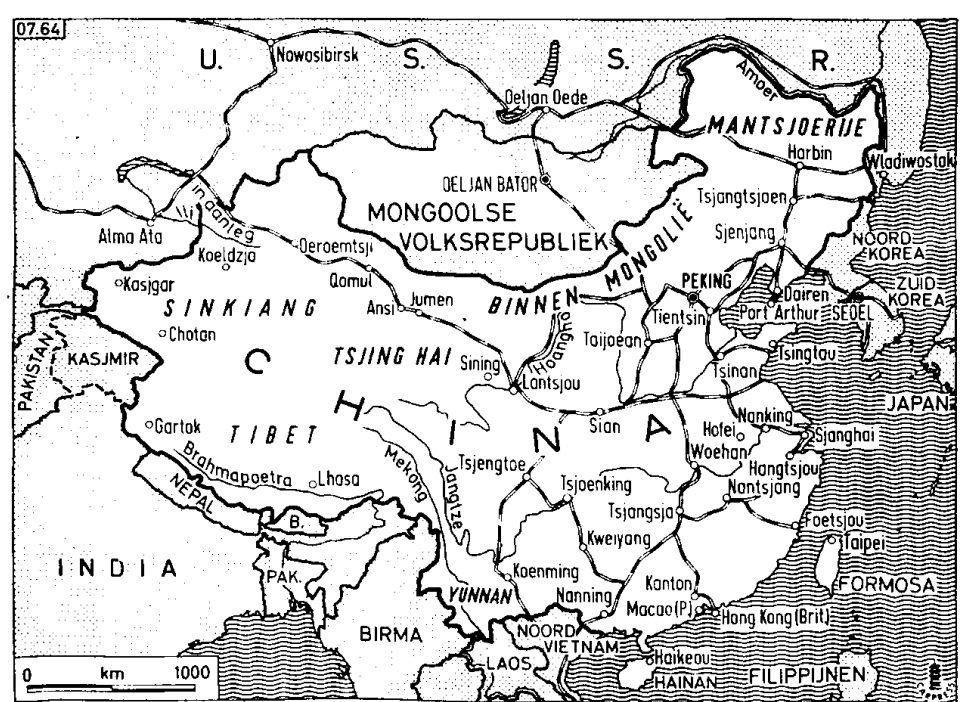 07.64
U. S. S. R.
Nowosibirsk
Oeljan Oede
Amoer
MANTSJOERIJE
Harbin
Wladiwostak
OELJAN BATOR
MONGOOLSE
VOLKSREPUBLIEK
Tsjangtsjoen
Sjenjang
in aanleg
Ili
Alma Ata
Koeldzja
Oeroemtsji
Qomul
Kasjgar
Ansi
Jumen
BINNEN MONGOLIË
PEKING
NOORD-
KOREA
ZUID
KOREA
Dairen
Port Arthur
SEOEL
Tientsin
SINKIANG
Chotan
TSJING HAI
Hoangho
Taijoean
Tsingtau
Tsinan
PAKISTAN
KASJMIR
Sining
Lantsjou
CHINA
Sian
JAPAN
Gartok
TIBET
Nanking
Hofei
Sjanghai
Woehan
Hangtsjou
Brahmapoetra
Lhasa
Mekong
Jangtze
Tsjengtoe
Tsjoenking
Nantsjang
Tsjangsja
NEPAL
B.
Kweiyang
Foetsjou
Taipei
INDIA
PAK.
YUNNAN
Koenming
Nanning
Kanton
FORMOSA
Macao(P)
Hong Kong(Brit)
BIRMA
NOORD
VIETNAM
LAOS
Haikeou
HAINAN
FILIPPIJNEN
0 km 1000